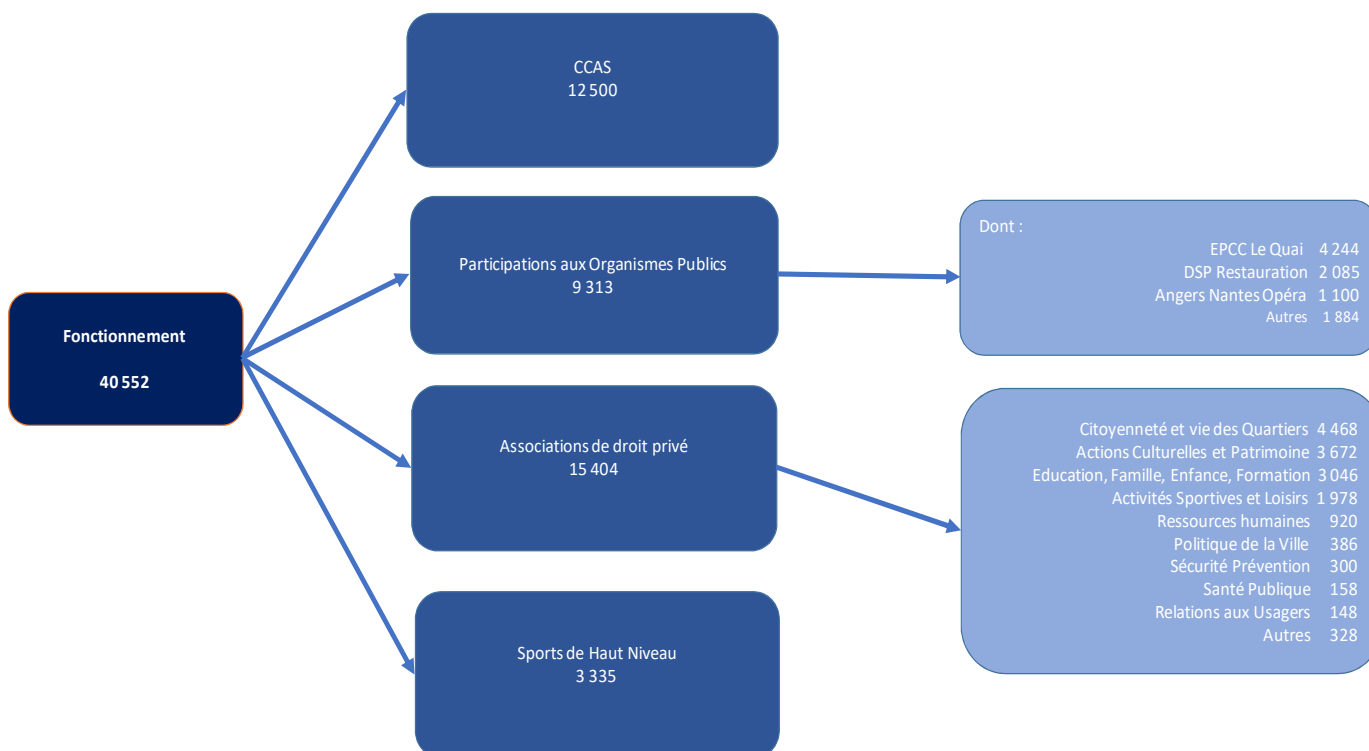 Fonctionnement
40 552
CCAS
12 500
Participations aux Organismes Publics
9 313
Associations de droit privé
15 404
Sports de Haut Niveau
3 335
Dont :
EPCC Le Quai 4 244
DSP Restauration 2 085
Angers Nantes Opéra 1 100
Autres 1 884
Citoyenneté et vie des Quartiers 4 468
Actions Culturelles et Patrimoine 3 672
Education, Famille, Enfance, Formation 3 046
Activités Sportives et Loisirs 1 978
Ressources humaines 920
Politique de la Ville 386
Sécurité Prévention 300
Santé Publique 158
Relations aux Usagers 148
Autres 328